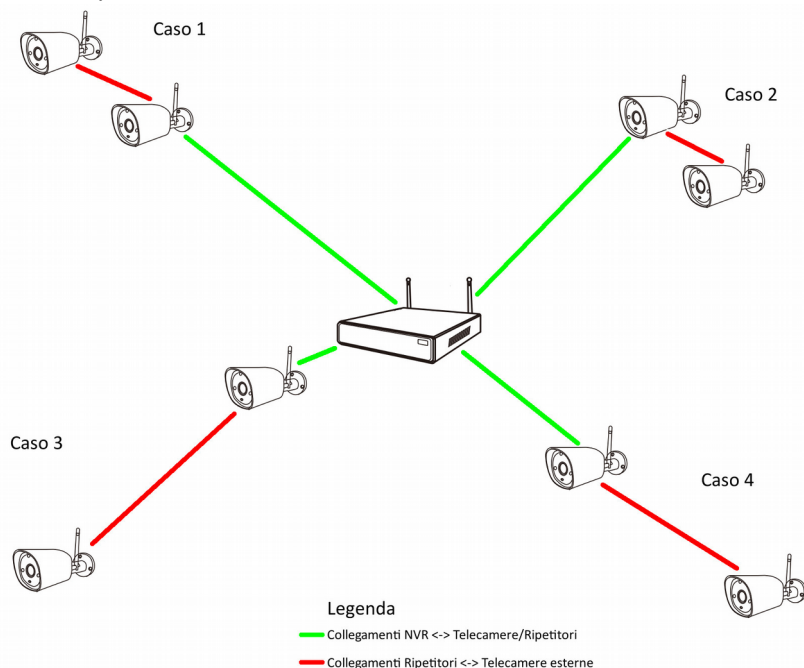 Caso 1
Caso 2
Caso 3
Caso 4
Legenda
Collegamenti NVR <-> Telecamere/Ripetitori
Collegamenti Ripetitori <-> Telecamere esterne